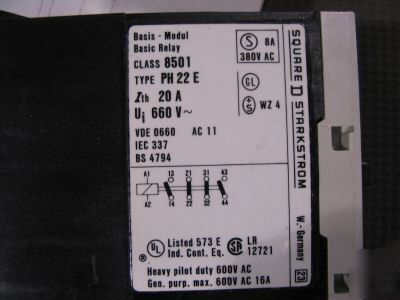 Basis - Modul
Basic Relay
CLASS 8501
TYPE PH 22 E
Ith 20 A
Ui 660 V~
VDE 0660 AC 11
IEC 337
BS 4794
S 8A
380V AC
GL
+S WZ 4
SQUARE D STARKSTROM
W.-Germany
23
A1 13 21 31 43
A2 14 22 32 44
UL ® Listed 573 E
Ind. Cont. Eq.
SA LR
12721
Heavy pilot duty 600V AC
Gen. purp. max. 600V AC 16A